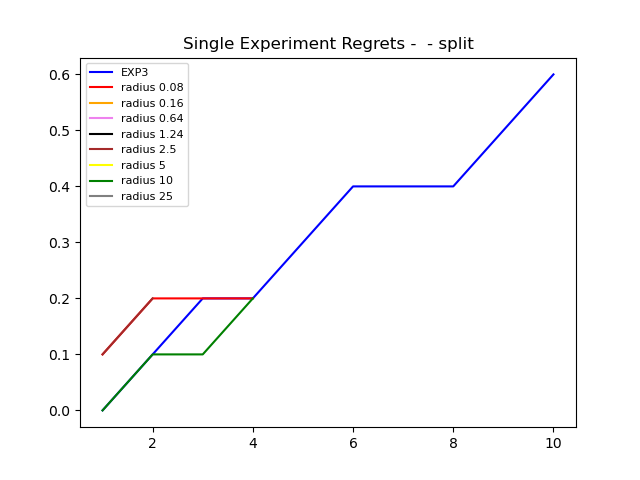 Single Experiment Regrets -  - split
EXP3
radius 0.08
radius 0.16
radius 0.64
radius 1.24
radius 2.5
radius 5
radius 10
radius 25
0.6
0.5
0.4
0.3
0.2
0.1
0.0
2 4 6 8 10